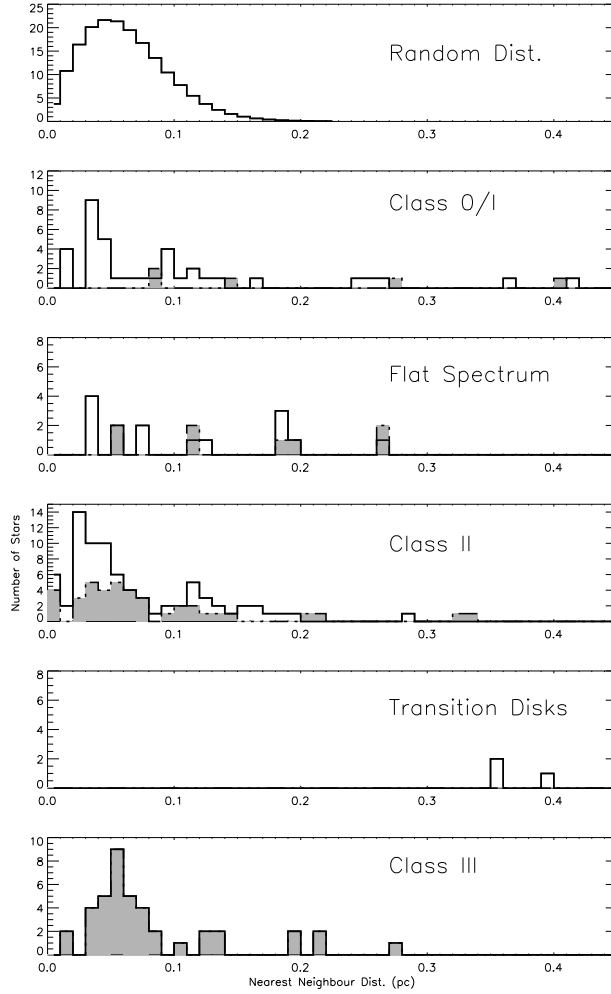 25
20
15
10
5
0
Random Dist.
0.0 0.1 0.2 0.3 0.4
12
10
8
6
4
2
0
Class 0/I
0.0 0.1 0.2 0.3 0.4
8
6
4
2
0
Flat Spectrum
0.0 0.1 0.2 0.3 0.4
Number of Stars
14
12
10
8
6
4
2
0
Class II
0.0 0.1 0.2 0.3 0.4
8
6
4
2
0
Transition Disks
0.0 0.1 0.2 0.3 0.4
10
8
6
4
2
0
Class III
0.0 0.1 0.2 0.3 0.4
Nearest Neighbour Dist. (pc)